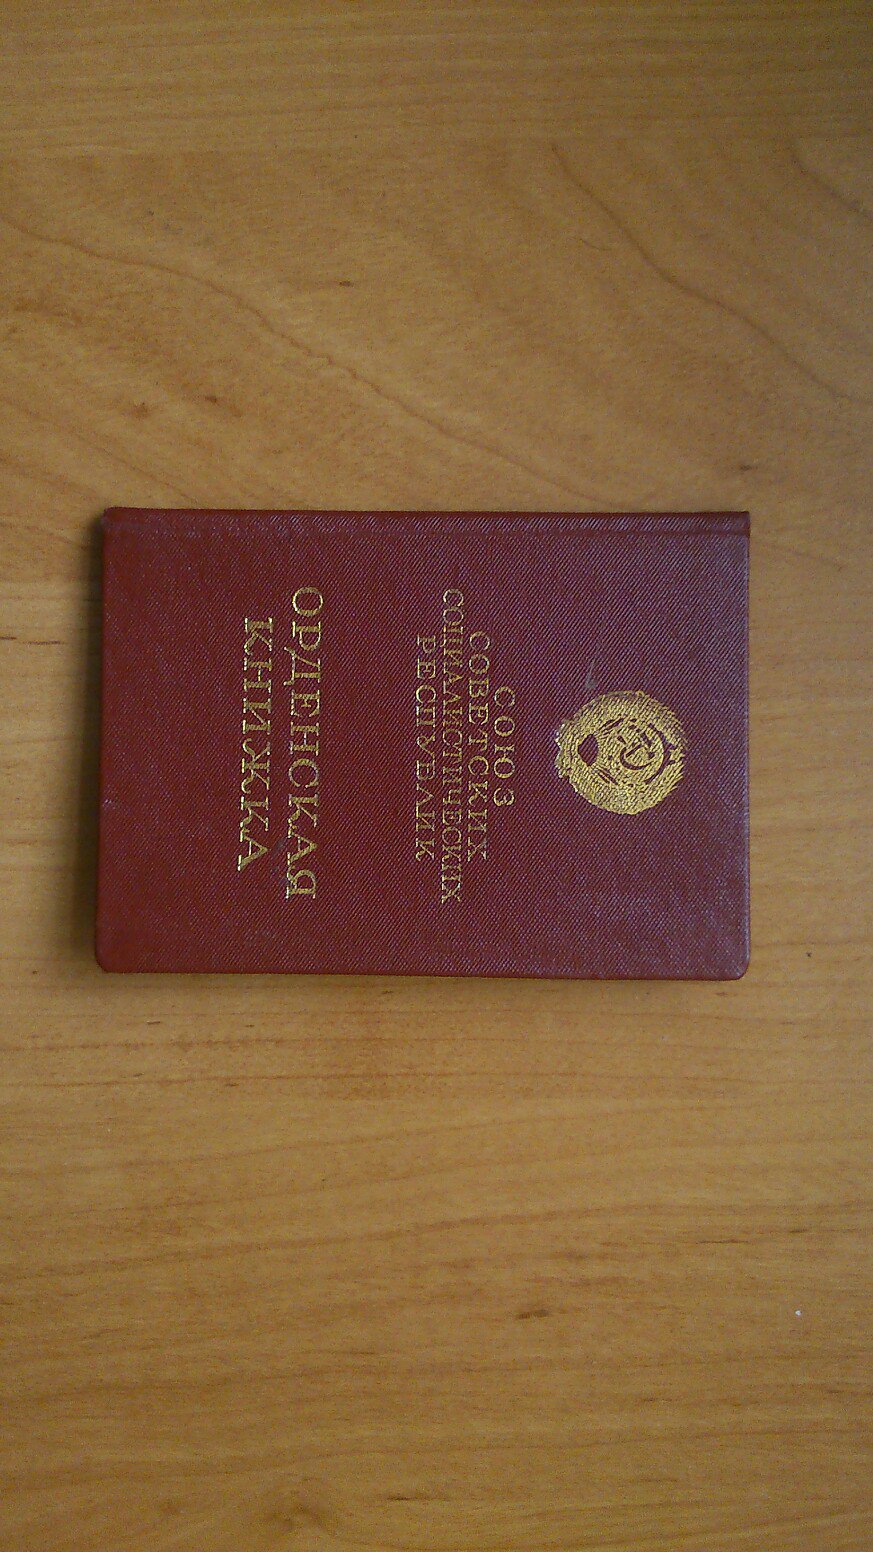 СОЮЗ
СОВЕТСКИХ
СОЦИАЛИСТИЧЕСКИХ
РЕСПУБЛИК
ОРДЕНСКАЯ
КНИЖКА